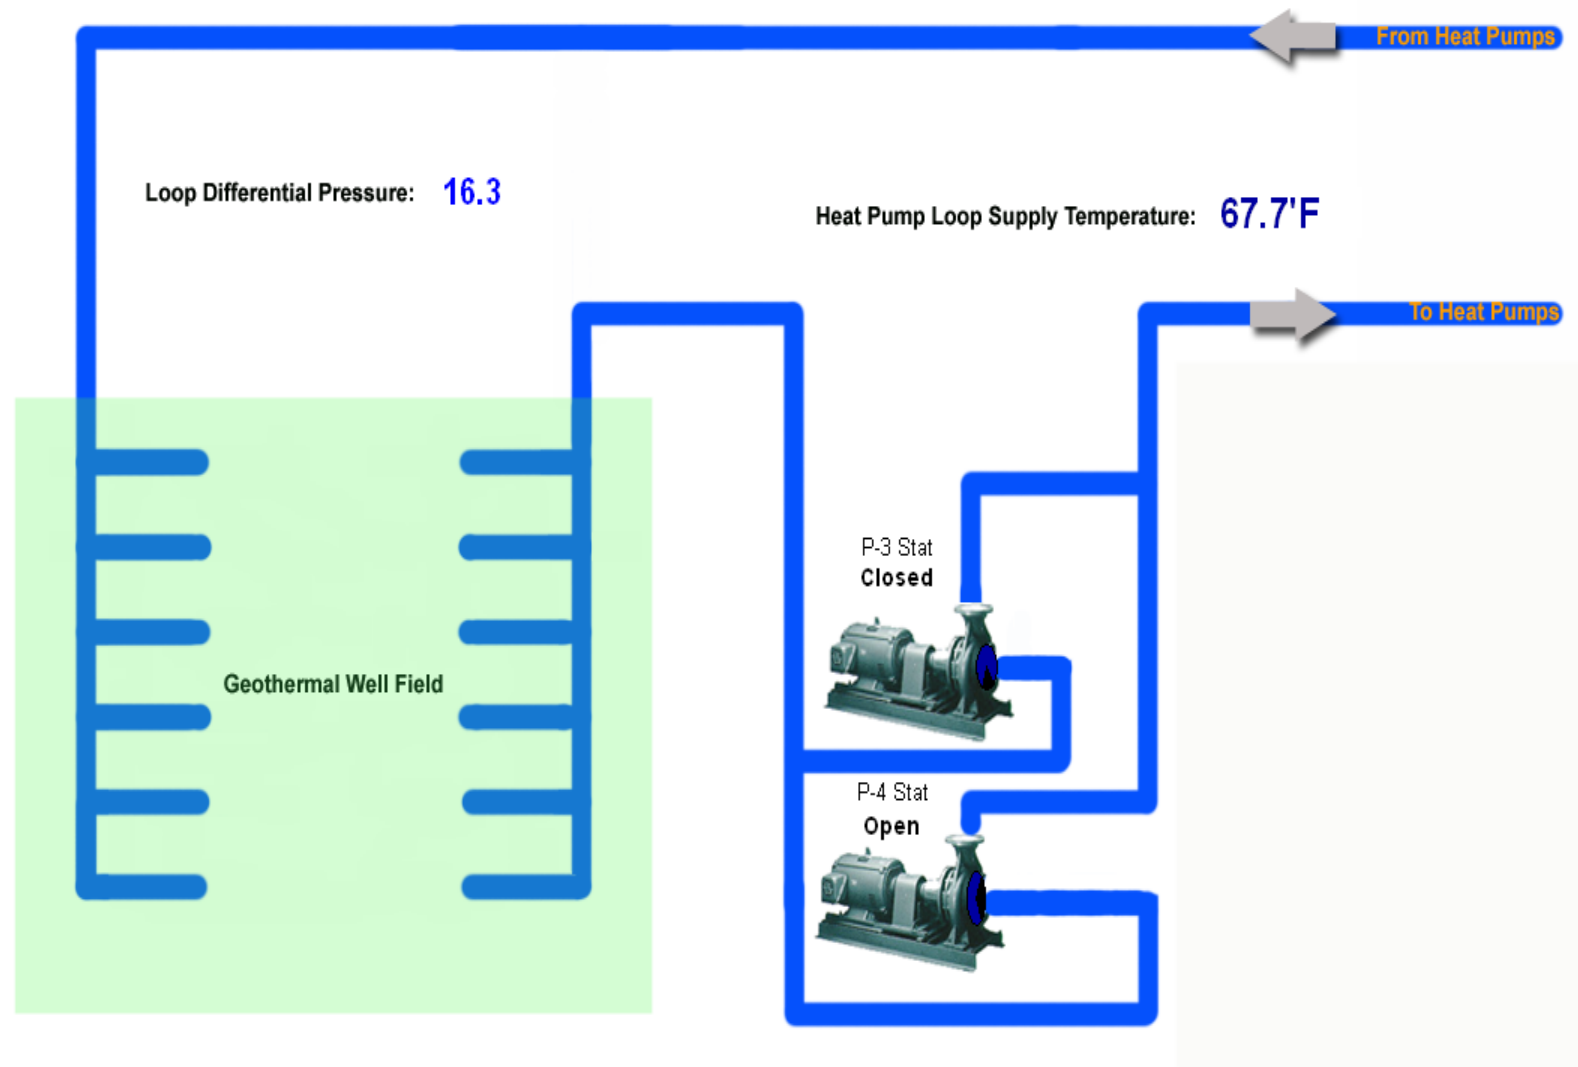 From Heat Pumps
Loop Differential Pressure: 16.3
Heat Pump Loop Supply Temperature: 67.7'F
To Heat Pumps
P-3 Stat
Closed
Geothermal Well Field
P-4 Stat
Open